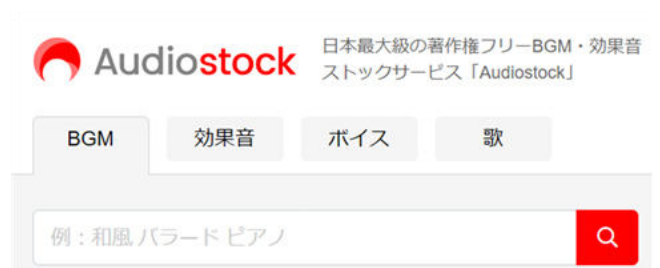 Audiostock
日本最大級の著作権フリーBGM・効果音
ストックサービス「Audiostock」
BGM 効果音 ボイス 歌
例：和風 バラード ピアノ